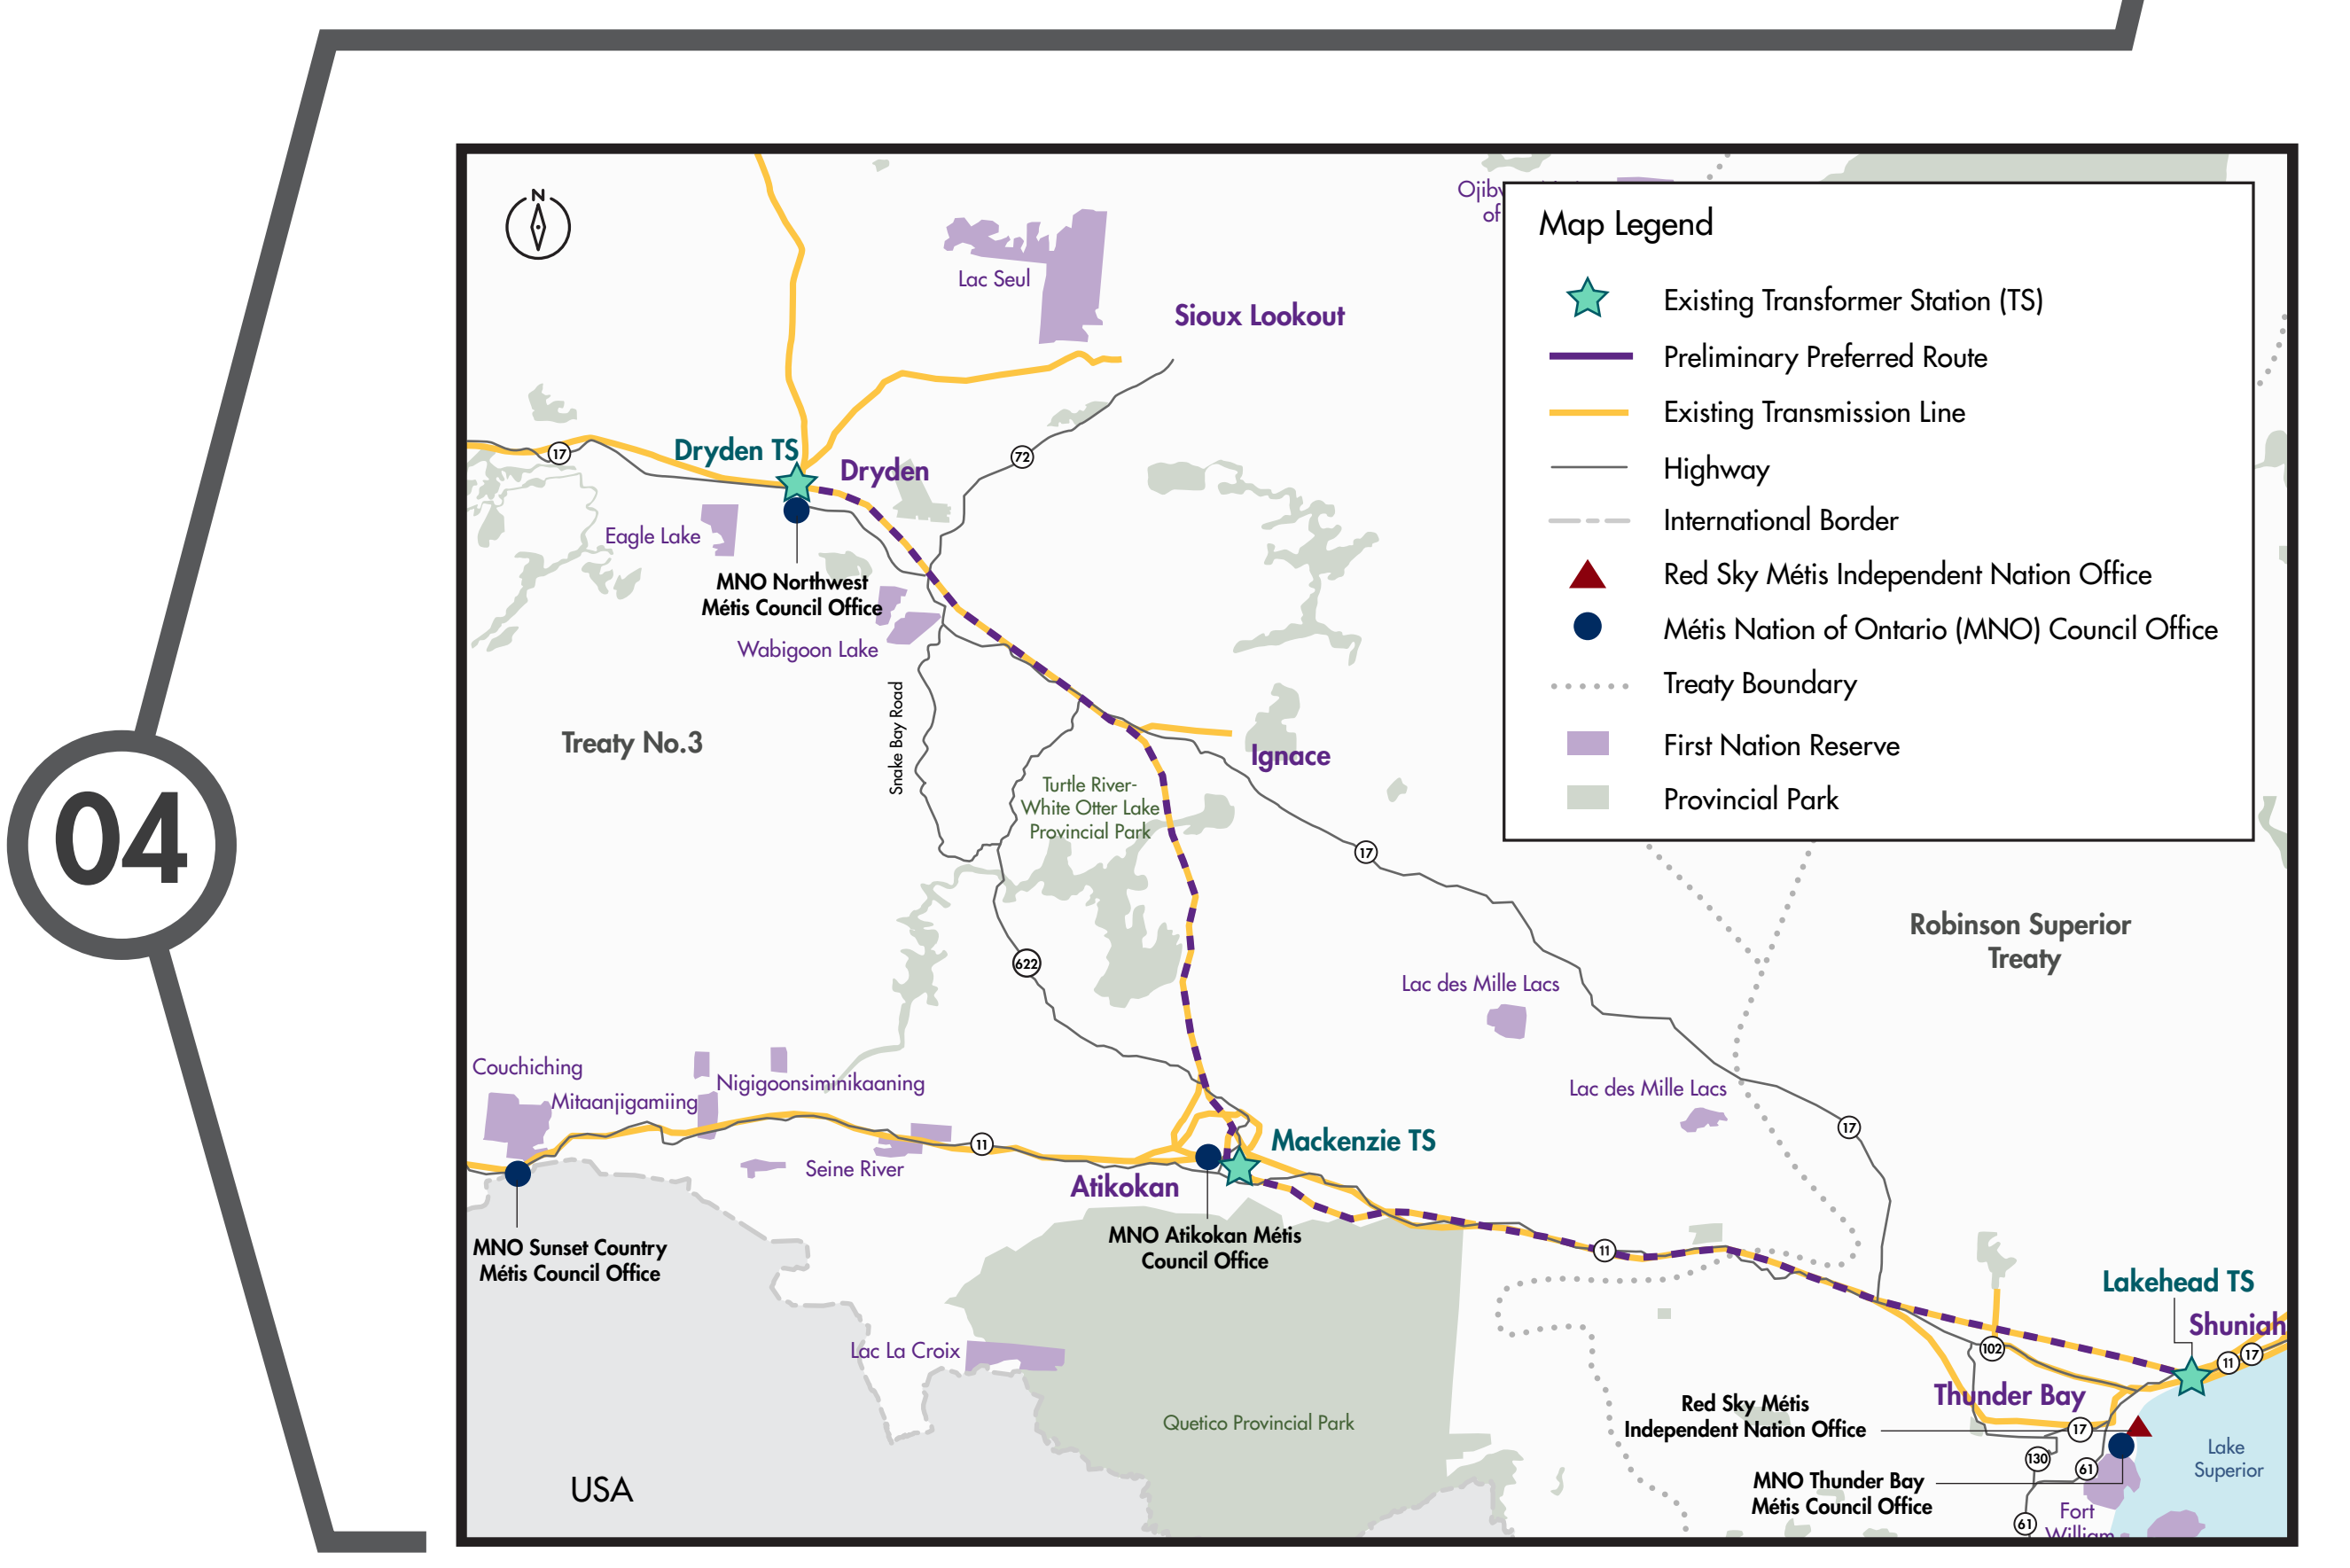 04
N
Ojiby
of
Map Legend
Existing Transformer Station (TS)
Preliminary Preferred Route
Existing Transmission Line
Highway
International Border
Red Sky Métis Independent Nation Office
Métis Nation of Ontario (MNO) Council Office
Treaty Boundary
First Nation Reserve
Provincial Park
Lac Seul
Sioux Lookout
72
17
Dryden TS
Dryden
Eagle Lake
MNO Northwest
Métis Council Office
Wabigoon Lake
Snake Bay Road
Treaty No.3
Ignace
Turtle River-
White Otter Lake
Provincial Park
17
Robinson Superior
Treaty
622
Lac des Mille Lacs
Lac des Mille Lacs
17
Couchiching
Mitaanjigamiing
Nigigoonsiminikaaning
11
Seine River
Mackenzie TS
Atikokan
MNO Atikokan Métis
Council Office
MNO Sunset Country
Métis Council Office
11
Lakehead TS
Shuniah
102
11
17
Lac La Croix
Thunder Bay
Red Sky Métis
Independent Nation Office
17
Quetico Provincial Park
130
61
Lake
Superior
MNO Thunder Bay
Métis Council Office
USA
61
Fort
William